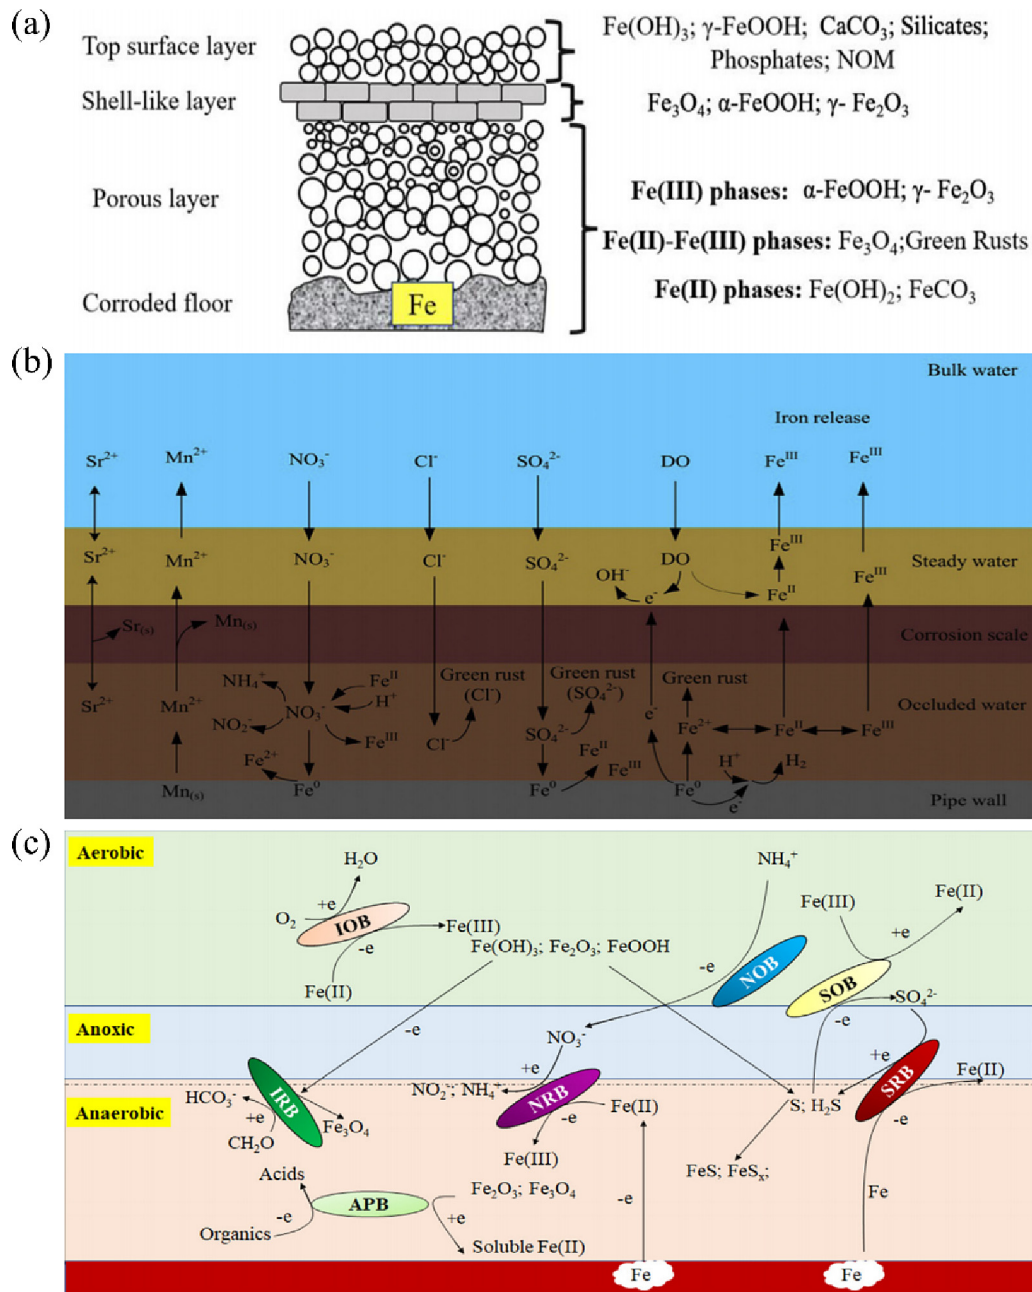 (a)
Top surface layer
Shell-like layer
Porous layer
Corroded floor
Fe
Fe(OH)₃; γ-FeOOH; CaCO₃; Silicates;
Phosphates; NOM
Fe₃O₄; α-FeOOH; γ- Fe₂O₃
Fe(III) phases: α-FeOOH; γ- Fe₂O₃
Fe(II)-Fe(III) phases: Fe₃O₄;Green Rusts
Fe(II) phases: Fe(OH)₂; FeCO₃
(b)
Bulk water
Iron release
Sr²⁺ Mn²⁺ NO₃⁻ Cl⁻ SO₄²⁻ DO Feᴵᴵᴵ Feᴵᴵᴵ
Feᴵᴵᴵ
Sr²⁺ Mn²⁺ NO₃⁻ Cl⁻ SO₄²⁻ DO Steady water
OH⁻ e⁻ Feᴵᴵ Feᴵᴵᴵ
Sr₍s₎ Mn₍s₎ Corrosion scale
NH₄⁺ Feᴵᴵ Green rust Green rust Green rust
H⁺ (Cl⁻) (SO₄²⁻)
Sr²⁺ Mn²⁺ NO₃⁻ e⁻ Occluded water
NO₂⁻ Feᴵᴵᴵ Cl⁻ SO₄²⁻ Fe²⁺ Feᴵᴵ Feᴵᴵᴵ
Fe²⁺ Feᴵᴵ Feᴵᴵᴵ H⁺ H₂
Mn₍s₎ Fe⁰ Fe⁰ Fe⁰ e⁻ Pipe wall
(c)
Aerobic
H₂O
NH₄⁺
O₂ +e IOB -e Fe(III)
Fe(II)
Fe(OH)₃; Fe₂O₃; FeOOH
-e NOB
Fe(III) +e Fe(II)
SOB -e SO₄²⁻
Anoxic
-e
NO₃⁻
+e SRB Fe(II)
-e
Anaerobic
HCO₃⁻ +e IRB
CH₂O Fe₃O₄
NO₂⁻; NH₄⁺ +e NRB Fe(II)
-e
Fe(III)
S; H₂S
FeS; FeSₓ;
Acids
-e APB +e
Organics
Fe₂O₃; Fe₃O₄
Soluble Fe(II)
-e
Fe
Fe
Fe